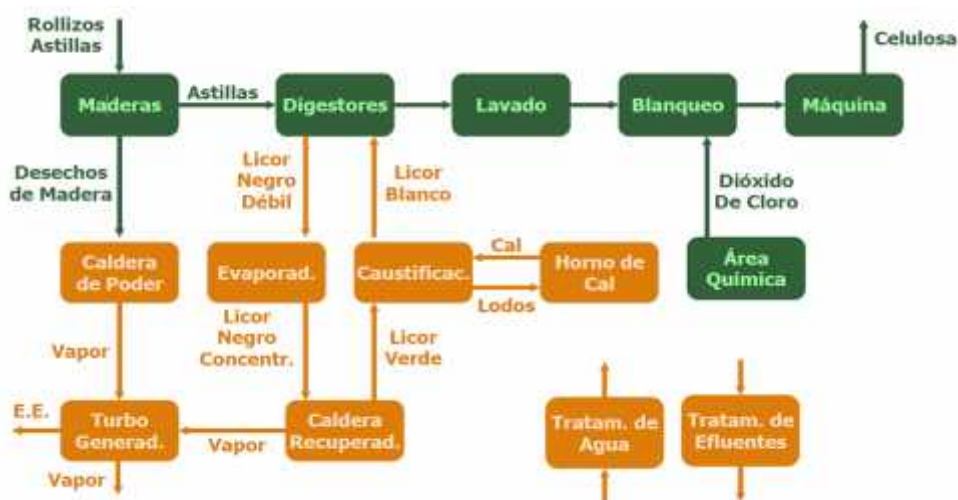 Rollizos
Astillas
Celulosa
Maderas
Astillas
Digestores
Lavado
Blanqueo
Máquina
Desechos
de Madera
Licor
Negro
Débil
Licor
Blanco
Dióxido
De Cloro
Caldera
de Poder
Evaporad.
Caustificac.
Cal
Lodos
Horno de
Cal
Área
Química
Vapor
Licor
Negro
Concentr.
Licor
Verde
E.E.
Turbo
Generad.
Vapor
Caldera
Recuperad.
Tratam. de
Agua
Tratam. de
Efluentes
Vapor